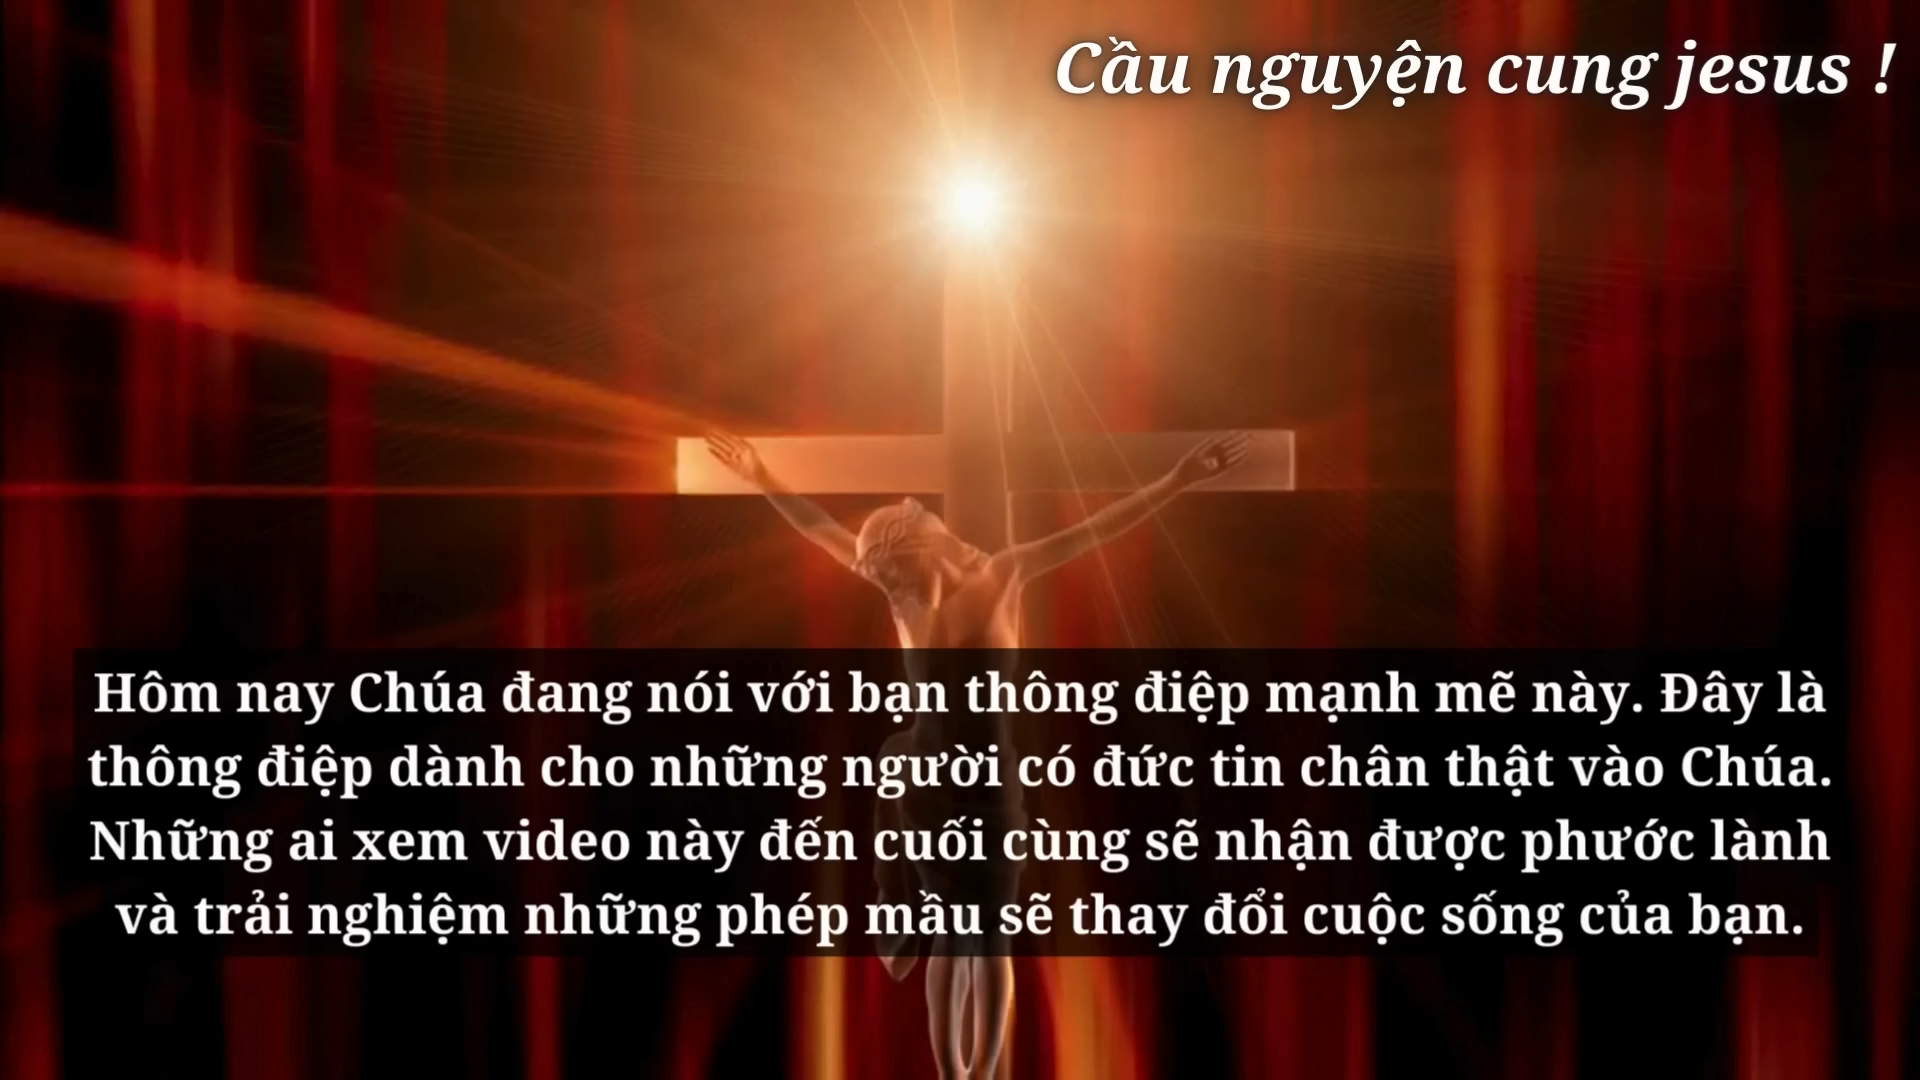 Cầu nguyện cung jesus !
Hôm nay Chúa đang nói với bạn thông điệp mạnh mẽ này. Đây là
thông điệp dành cho những người có đức tin chân thật vào Chúa.
Những ai xem video này đến cuối cùng sẽ nhận được phước lành
và trải nghiệm những phép mầu sẽ thay đổi cuộc sống của bạn.